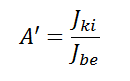 A' = J_ki / J_be